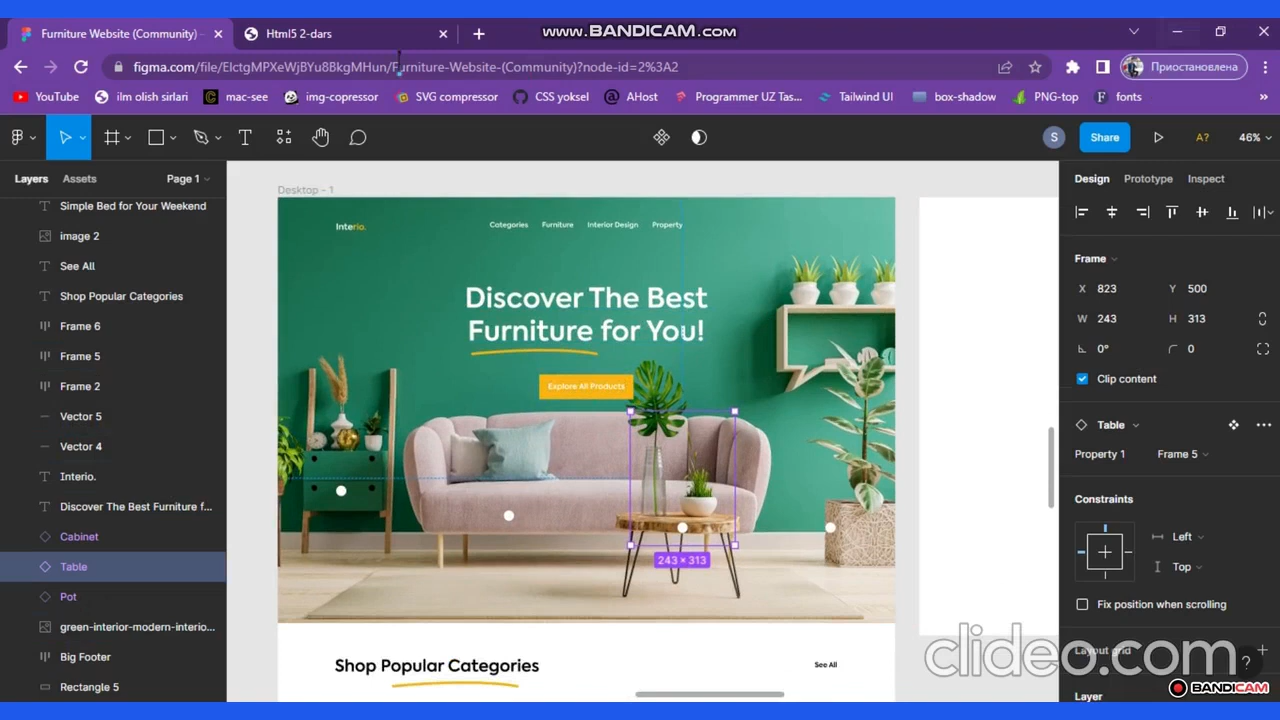 Furniture Website (Community) –
Html5 2-dars
WWW.BANDICAM.COM
figma.com/file/ElctgMPXeWjBYu8BkgMHun/Furniture-Website-(Community)?node-id=2%3A2
Приостановлена
YouTube
ilm olish sirlari
mac-see
img-copressor
SVG compressor
CSS yoksel
AHost
Programmer UZ Tas...
Tailwind UI
box-shadow
PNG-top
fonts
S
Share
A?
46%
Layers
Assets
Page 1
Simple Bed for Your Weekend
image 2
See All
Shop Popular Categories
Frame 6
Frame 5
Frame 2
Vector 5
Vector 4
Interio.
Discover The Best Furniture f...
Cabinet
Table
Pot
green-interior-modern-interio...
Big Footer
Rectangle 5
Desktop – 1
Interio.
Categories
Furniture
Interior Design
Property
Discover The Best
Furniture for You!
Explore All Products
243 × 313
Shop Popular Categories
See All
Design
Prototype
Inspect
Frame
X 823
Y 500
W 243
H 313
0°
0
Clip content
Table
Property 1
Frame 5
Constraints
Left
Top
Fix position when scrolling
Layout grid
Layer
clideo.com
?
BANDICAM